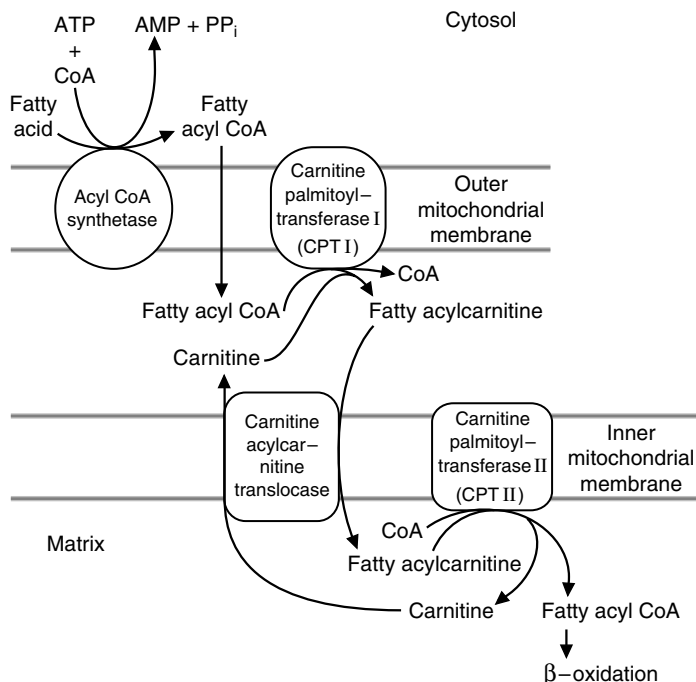 ATP
+
CoA
AMP + PPi
Cytosol
Fatty
acid
Fatty
acyl CoA
Acyl CoA
synthetase
Carnitine
palmitoyl–
transferase I
(CPT I)
Outer
mitochondrial
membrane
CoA
Fatty acyl CoA
Fatty acylcarnitine
Carnitine
Carnitine
acylcar–
nitine
translocase
Carnitine
palmitoyl–
transferase II
(CPT II)
Inner
mitochondrial
membrane
Matrix
CoA
Fatty acylcarnitine
Carnitine
Fatty acyl CoA
β–oxidation